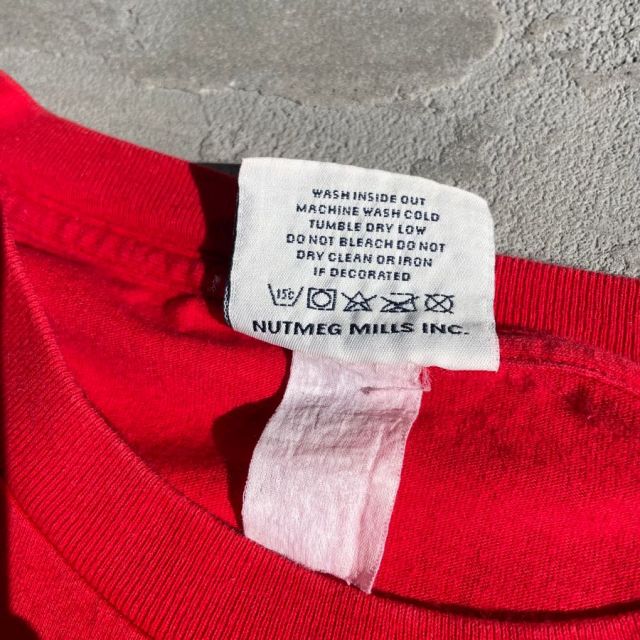 WASH INSIDE OUT
MACHINE WASH COLD
TUMBLE DRY LOW
DO NOT BLEACH DO NOT
DRY CLEAN OR IRON
IF DECORATED
15°C
NUTMEG MILLS INC.